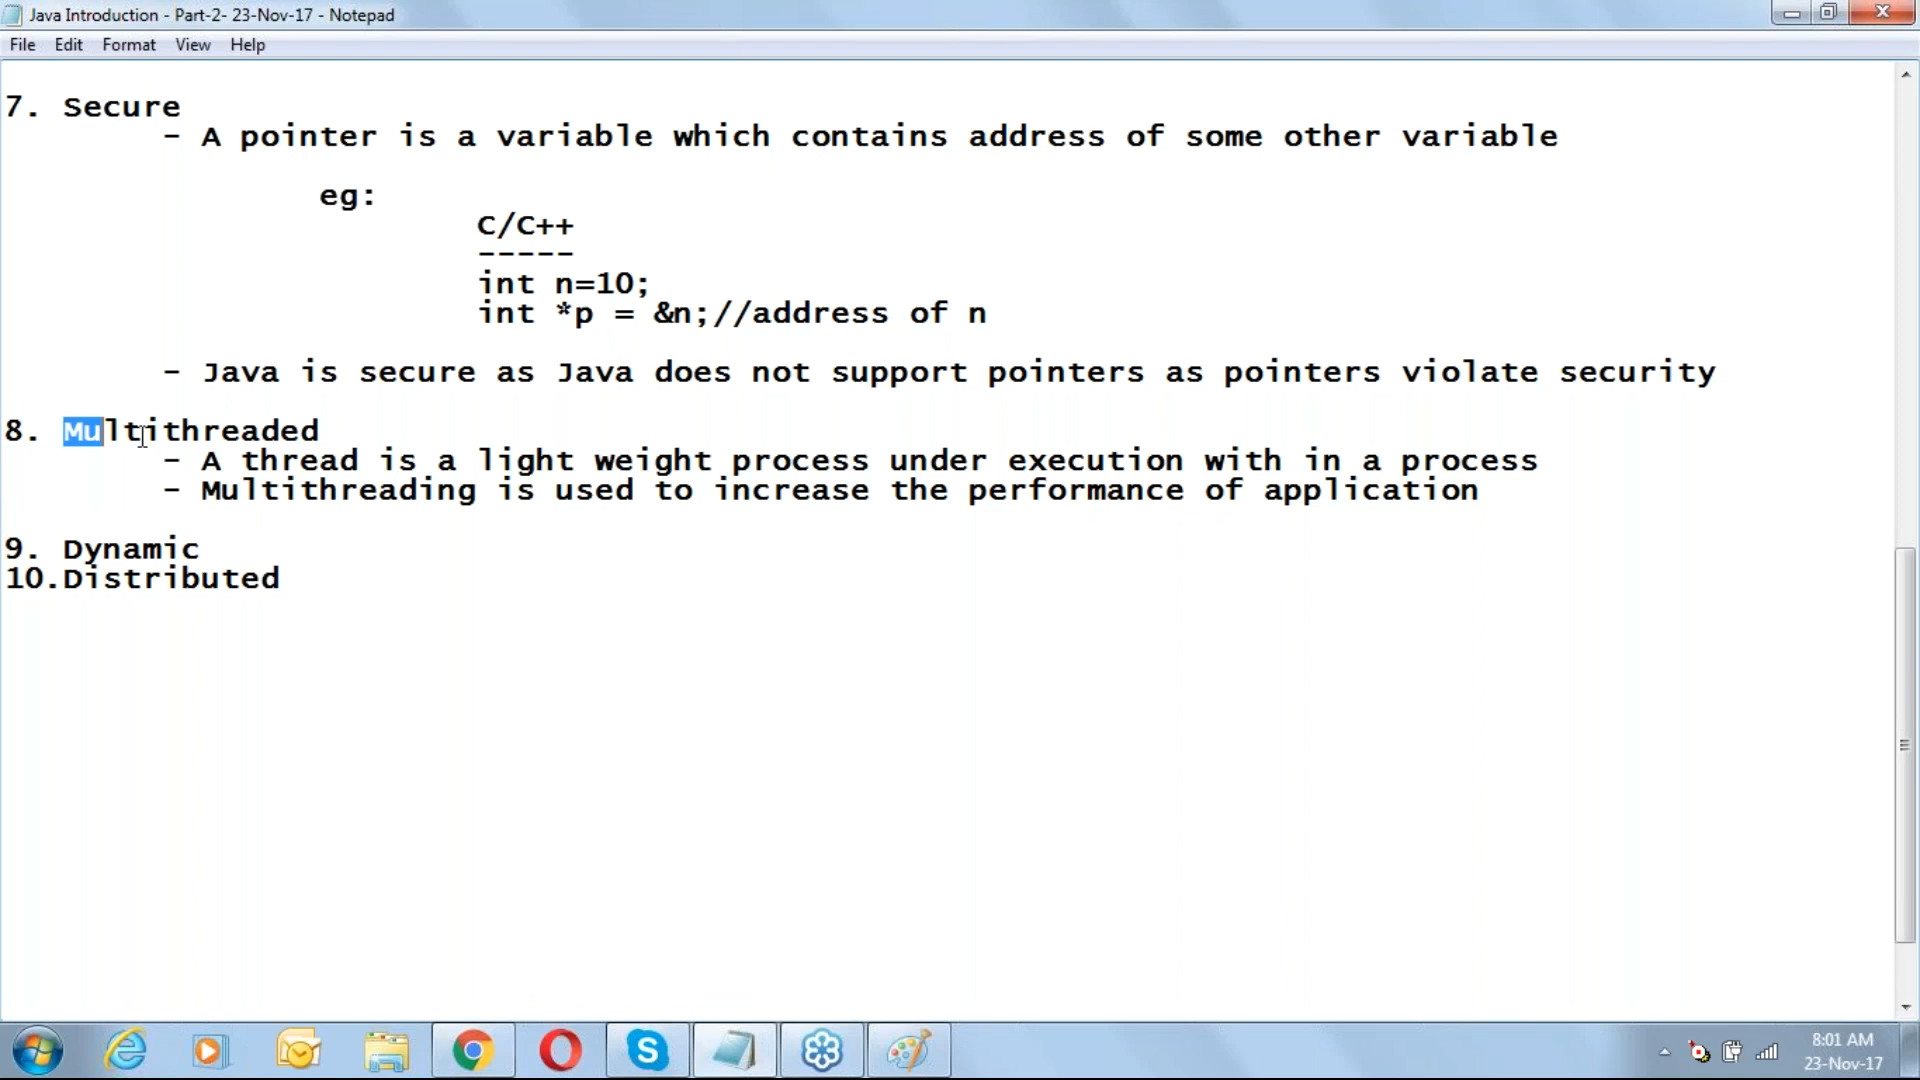 Java Introduction - Part-2- 23-Nov-17 - Notepad
File Edit Format View Help
7. Secure
- A pointer is a variable which contains address of some other variable
eg:
C/C++
-----
int n=10;
int *p = &n;//address of n
- Java is secure as Java does not support pointers as pointers violate security
8. Multithreaded
- A thread is a light weight process under execution with in a process
- Multithreading is used to increase the performance of application
9. Dynamic
10.Distributed
8:01 AM
23-Nov-17